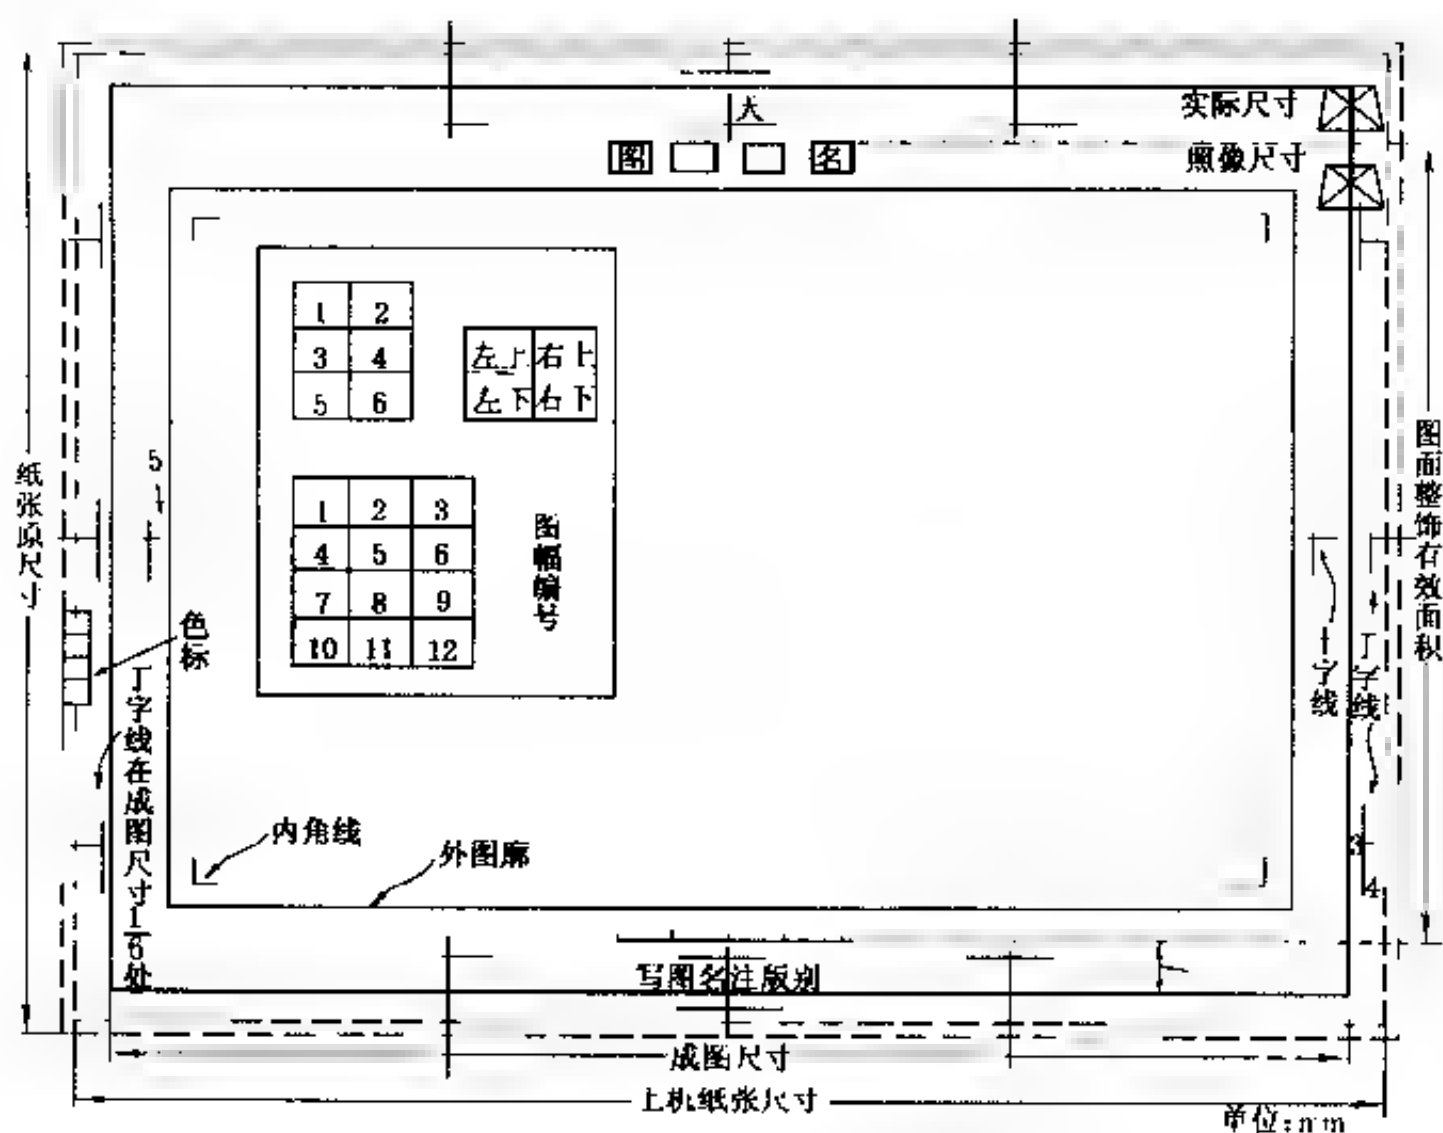 实际尺寸
大
图 名
照像尺寸
1 2
3 4
5 6
左上 右上
左下 右下
1 2 3
4 5 6
7 8 9
10 11 12
图幅编号
5
纸张原尺寸
色标
丁字线在成图尺寸1/6处
图面整饰有效面积
十字线
丁字线
内角线
外图廓
3
4
写图名注版别
成图尺寸
上机纸张尺寸
单位:mm